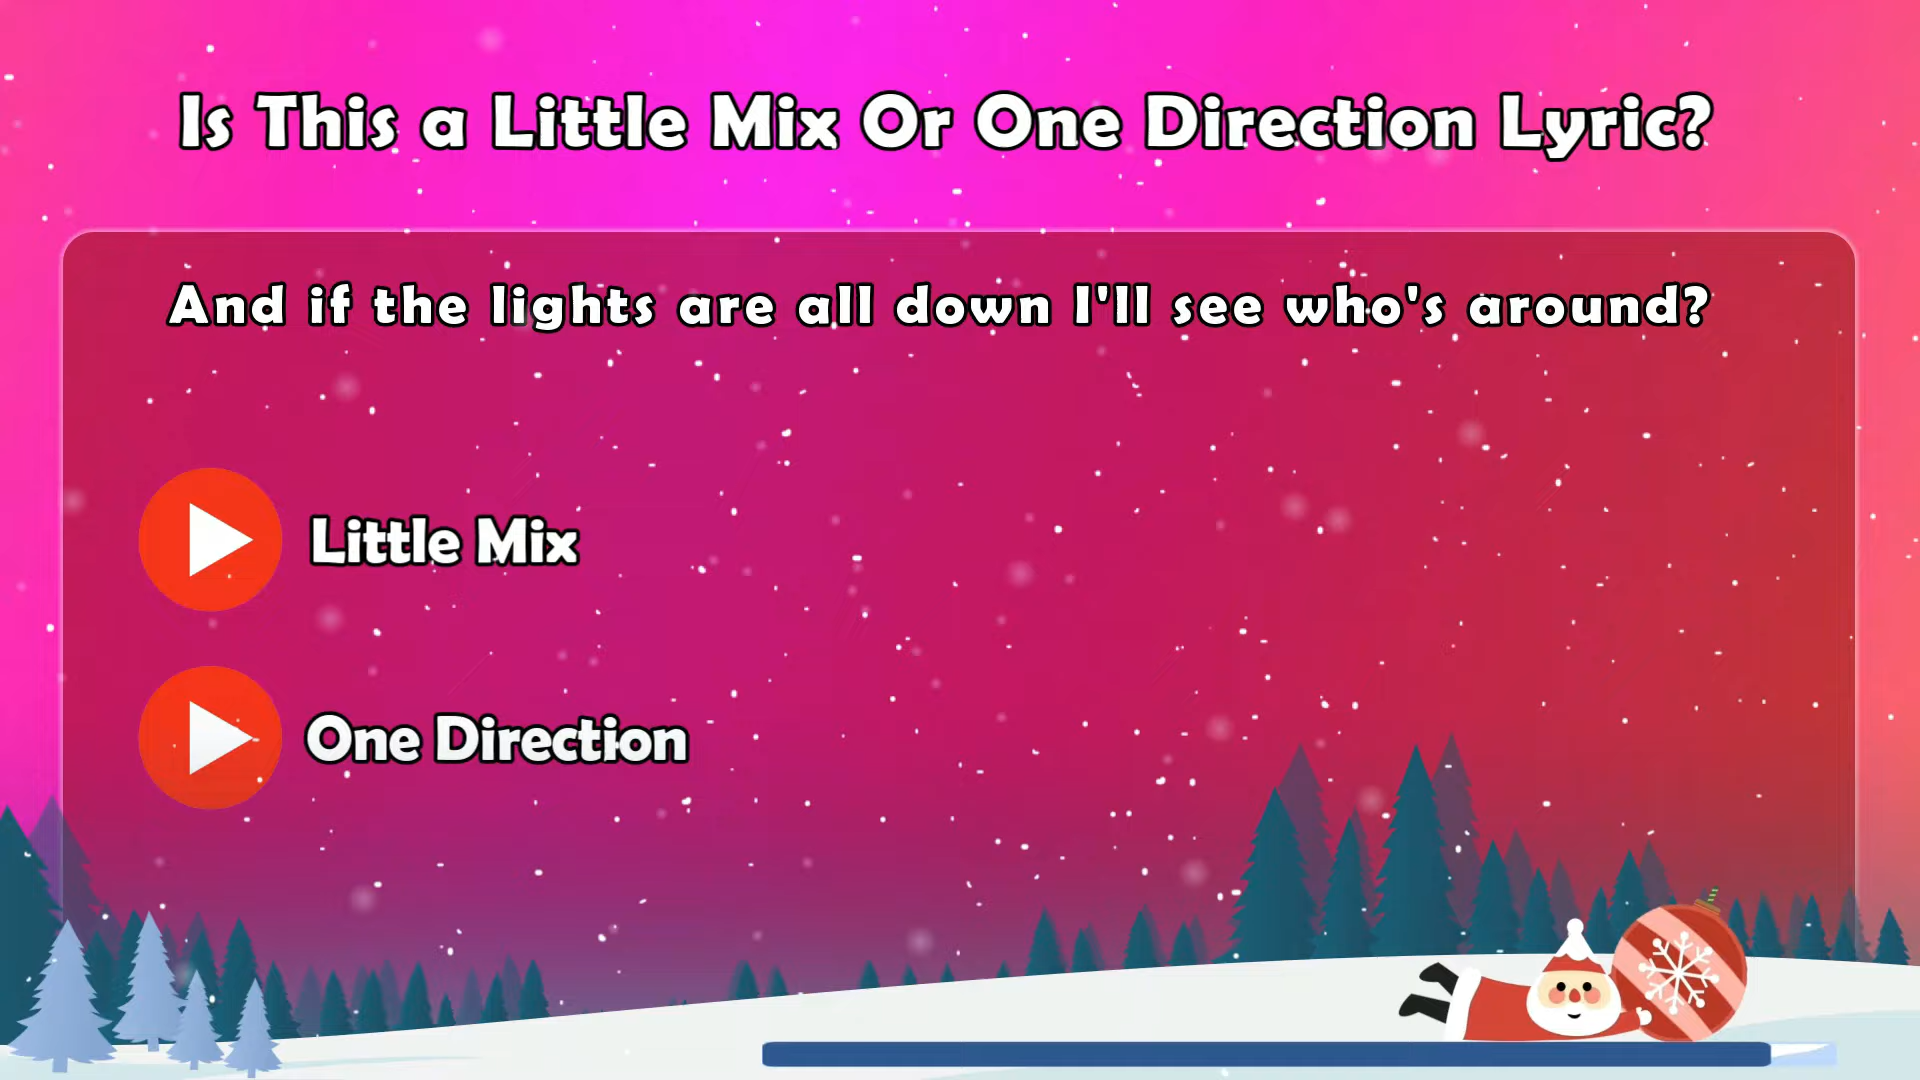 Is This a Little Mix Or One Direction Lyric?
And if the lights are all down I'll see who's around?
Little Mix
One Direction